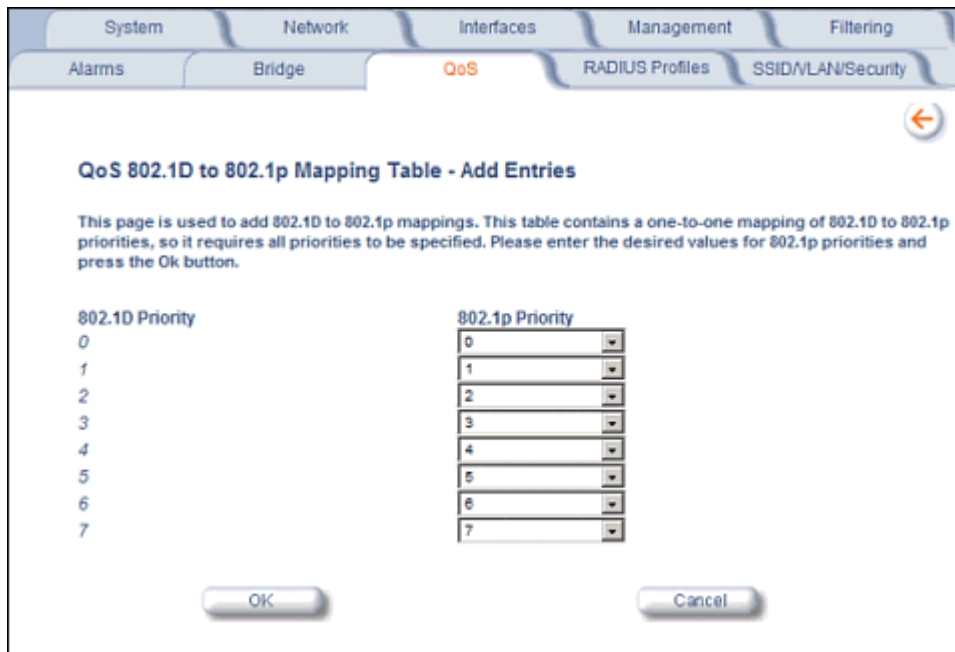 System Network Interfaces Management Filtering
Alarms Bridge QoS RADIUS Profiles SSID/VLAN/Security
QoS 802.1D to 802.1p Mapping Table - Add Entries
This page is used to add 802.1D to 802.1p mappings. This table contains a one-to-one mapping of 802.1D to 802.1p
priorities, so it requires all priorities to be specified. Please enter the desired values for 802.1p priorities and
press the Ok button.
802.1D Priority 802.1p Priority
0 0
1 1
2 2
3 3
4 4
5 5
6 6
7 7
OK Cancel